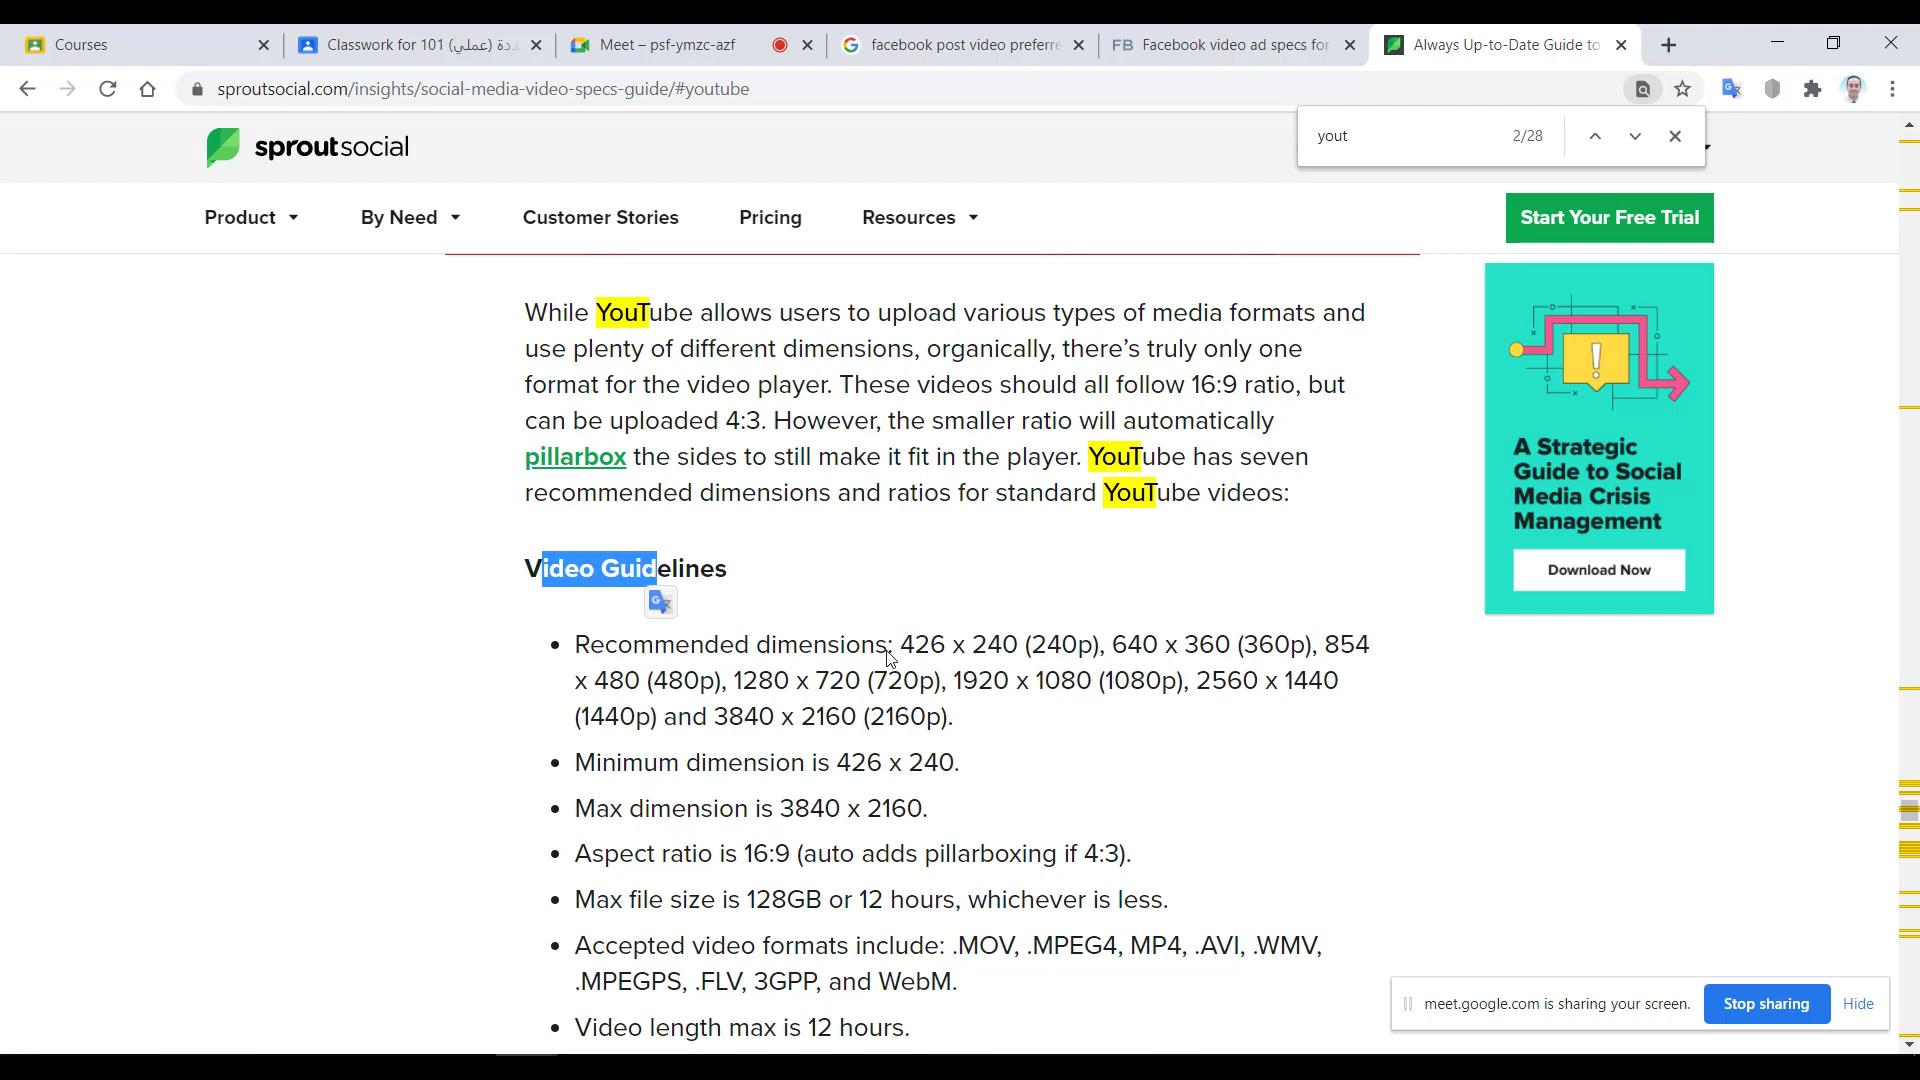 Courses
Classwork for 101 (عملي)
Meet – psf-ymzc-azf
facebook post video preferre
FB Facebook video ad specs for
Always Up-to-Date Guide to
sproutsocial.com/insights/social-media-video-specs-guide/#youtube
yout
2/28
sproutsocial
Product
By Need
Customer Stories
Pricing
Resources
Start Your Free Trial
While YouTube allows users to upload various types of media formats and
use plenty of different dimensions, organically, there’s truly only one
format for the video player. These videos should all follow 16:9 ratio, but
can be uploaded 4:3. However, the smaller ratio will automatically
pillarbox the sides to still make it fit in the player. YouTube has seven
recommended dimensions and ratios for standard YouTube videos:
A Strategic
Guide to Social
Media Crisis
Management
Download Now
Video Guidelines
• Recommended dimensions: 426 x 240 (240p), 640 x 360 (360p), 854
x 480 (480p), 1280 x 720 (720p), 1920 x 1080 (1080p), 2560 x 1440
(1440p) and 3840 x 2160 (2160p).
• Minimum dimension is 426 x 240.
• Max dimension is 3840 x 2160.
• Aspect ratio is 16:9 (auto adds pillarboxing if 4:3).
• Max file size is 128GB or 12 hours, whichever is less.
• Accepted video formats include: .MOV, .MPEG4, MP4, .AVI, .WMV,
.MPEGPS, .FLV, 3GPP, and WebM.
• Video length max is 12 hours.
meet.google.com is sharing your screen.
Stop sharing
Hide